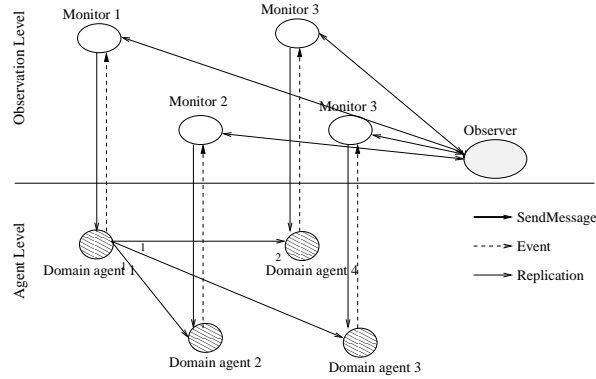 Monitor 1
Monitor 3
Observation Level
Monitor 2
Monitor 3
Observer
SendMessage
Event
Replication
Agent Level
1
2
Domain agent 1
1
Domain agent 4
Domain agent 2
Domain agent 3